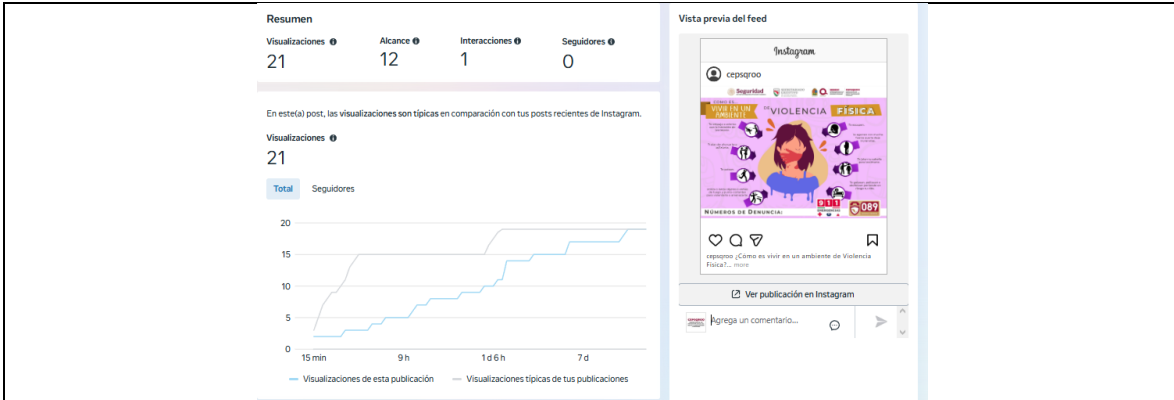 Resumen
Visualizaciones
Alcance
Interacciones
Seguidores
21
12
1
0
En este(a) post, las visualizaciones son típicas en comparación con tus posts recientes de Instagram.
Visualizaciones
21
Total
Seguidores
20
15
10
5
0
15 min
9 h
1 d 6 h
7 d
Visualizaciones de esta publicación
Visualizaciones típicas de tus publicaciones
Vista previa del feed
Instagram
cepsqroo
Seguridad
CÓMO ES...
VIVIR EN UN
AMBIENTE
DE VIOLENCIA FÍSICA
NÚMEROS DE DENUNCIA:
911
089
cepsqroo ¿Cómo es vivir en un ambiente de Violencia
Física?... more
Ver publicación en Instagram
Agrega un comentario...